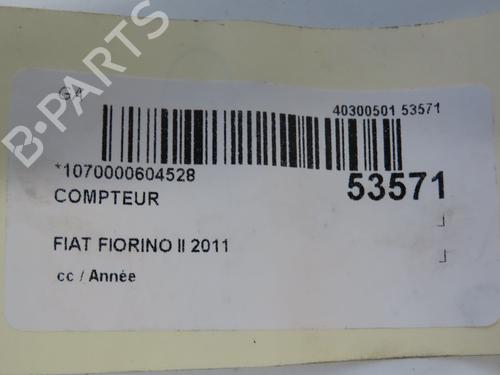 G4
40300501 53571
*1070000604528
53571
COMPTEUR
FIAT FIORINO II 2011
cc / Année
B-PARTS